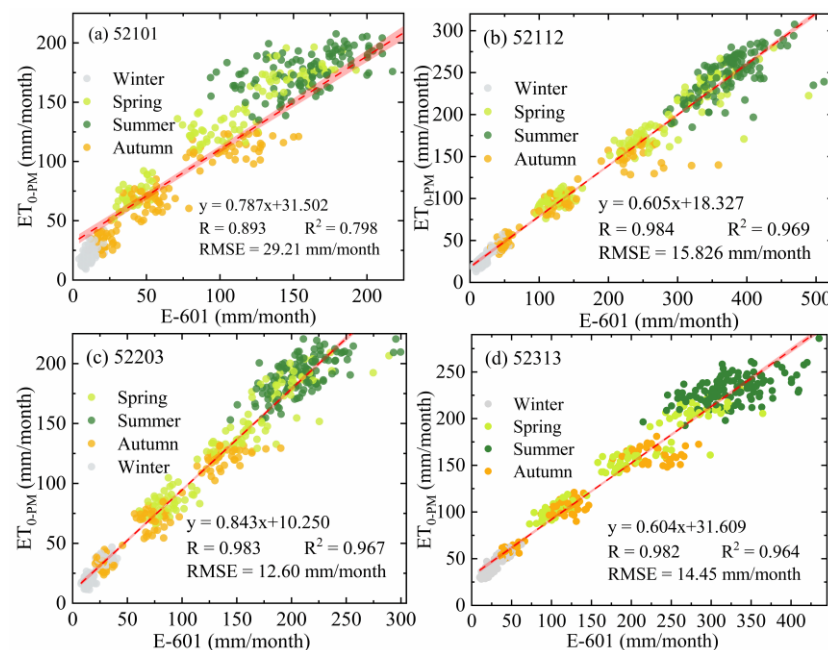 (a) 52101
Winter
Spring
Summer
Autumn
y = 0.787x+31.502
R = 0.893 R² = 0.798
RMSE = 29.21 mm/month
ET₀₋PM (mm/month)
200
150
100
50
0
0 50 100 150 200
E-601 (mm/month)
(b) 52112
Winter
Spring
Summer
Autumn
y = 0.605x+18.327
R = 0.984 R² = 0.969
RMSE = 15.826 mm/month
ET₀₋PM (mm/month)
300
250
200
150
100
50
0
0 100 200 300 400 500
E-601 (mm/month)
(c) 52203
Spring
Summer
Autumn
Winter
y = 0.843x+10.250
R = 0.983 R² = 0.967
RMSE = 12.60 mm/month
ET₀₋PM (mm/month)
200
150
100
50
0
0 50 100 150 200 250 300
E-601 (mm/month)
(d) 52313
Winter
Spring
Summer
Autumn
y = 0.604x+31.609
R = 0.982 R² = 0.964
RMSE = 14.45 mm/month
ET₀₋PM (mm/month)
250
200
150
100
50
0
0 100 200 300 400
E-601 (mm/month)